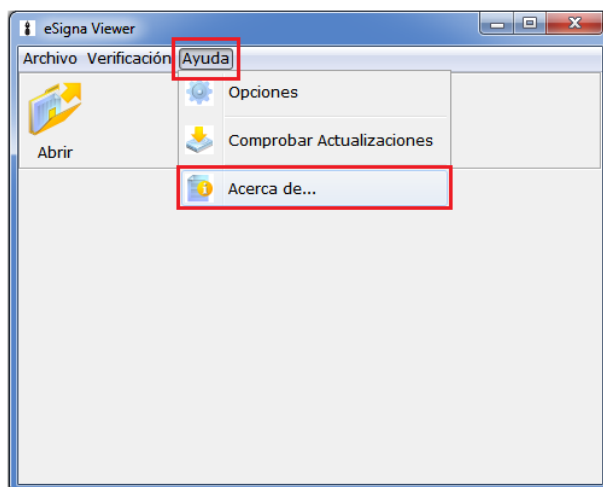 eSigna Viewer
Archivo Verificación Ayuda
Abrir
Opciones
Comprobar Actualizaciones
Acerca de...